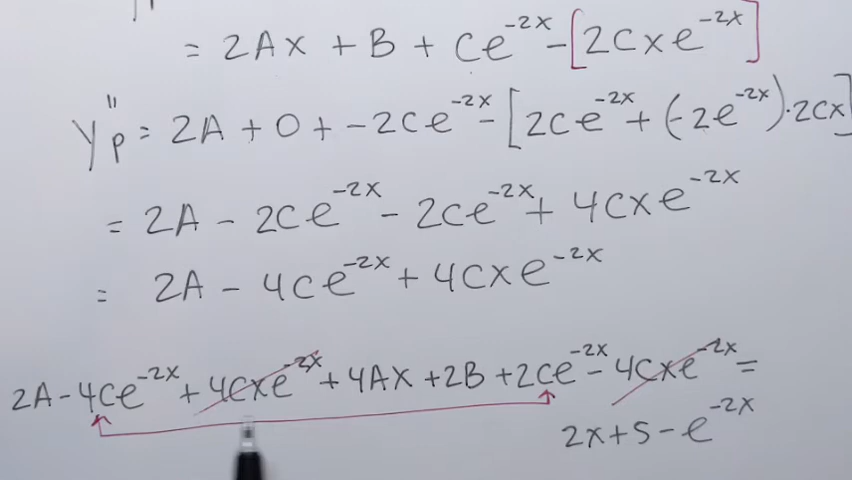 = 2Ax + B + Ce^{-2x} - [2Cxe^{-2x}]
y_p'' = 2A + 0 + -2Ce^{-2x} - [2Ce^{-2x} + (-2e^{-2x})·2Cx]
= 2A - 2Ce^{-2x} - 2Ce^{-2x} + 4Cxe^{-2x}
= 2A - 4Ce^{-2x} + 4Cxe^{-2x}
2A - 4Ce^{-2x} + 4Cxe^{-2x} + 4Ax + 2B + 2Ce^{-2x} - 4Cxe^{-2x} =
2x + 5 - e^{-2x}